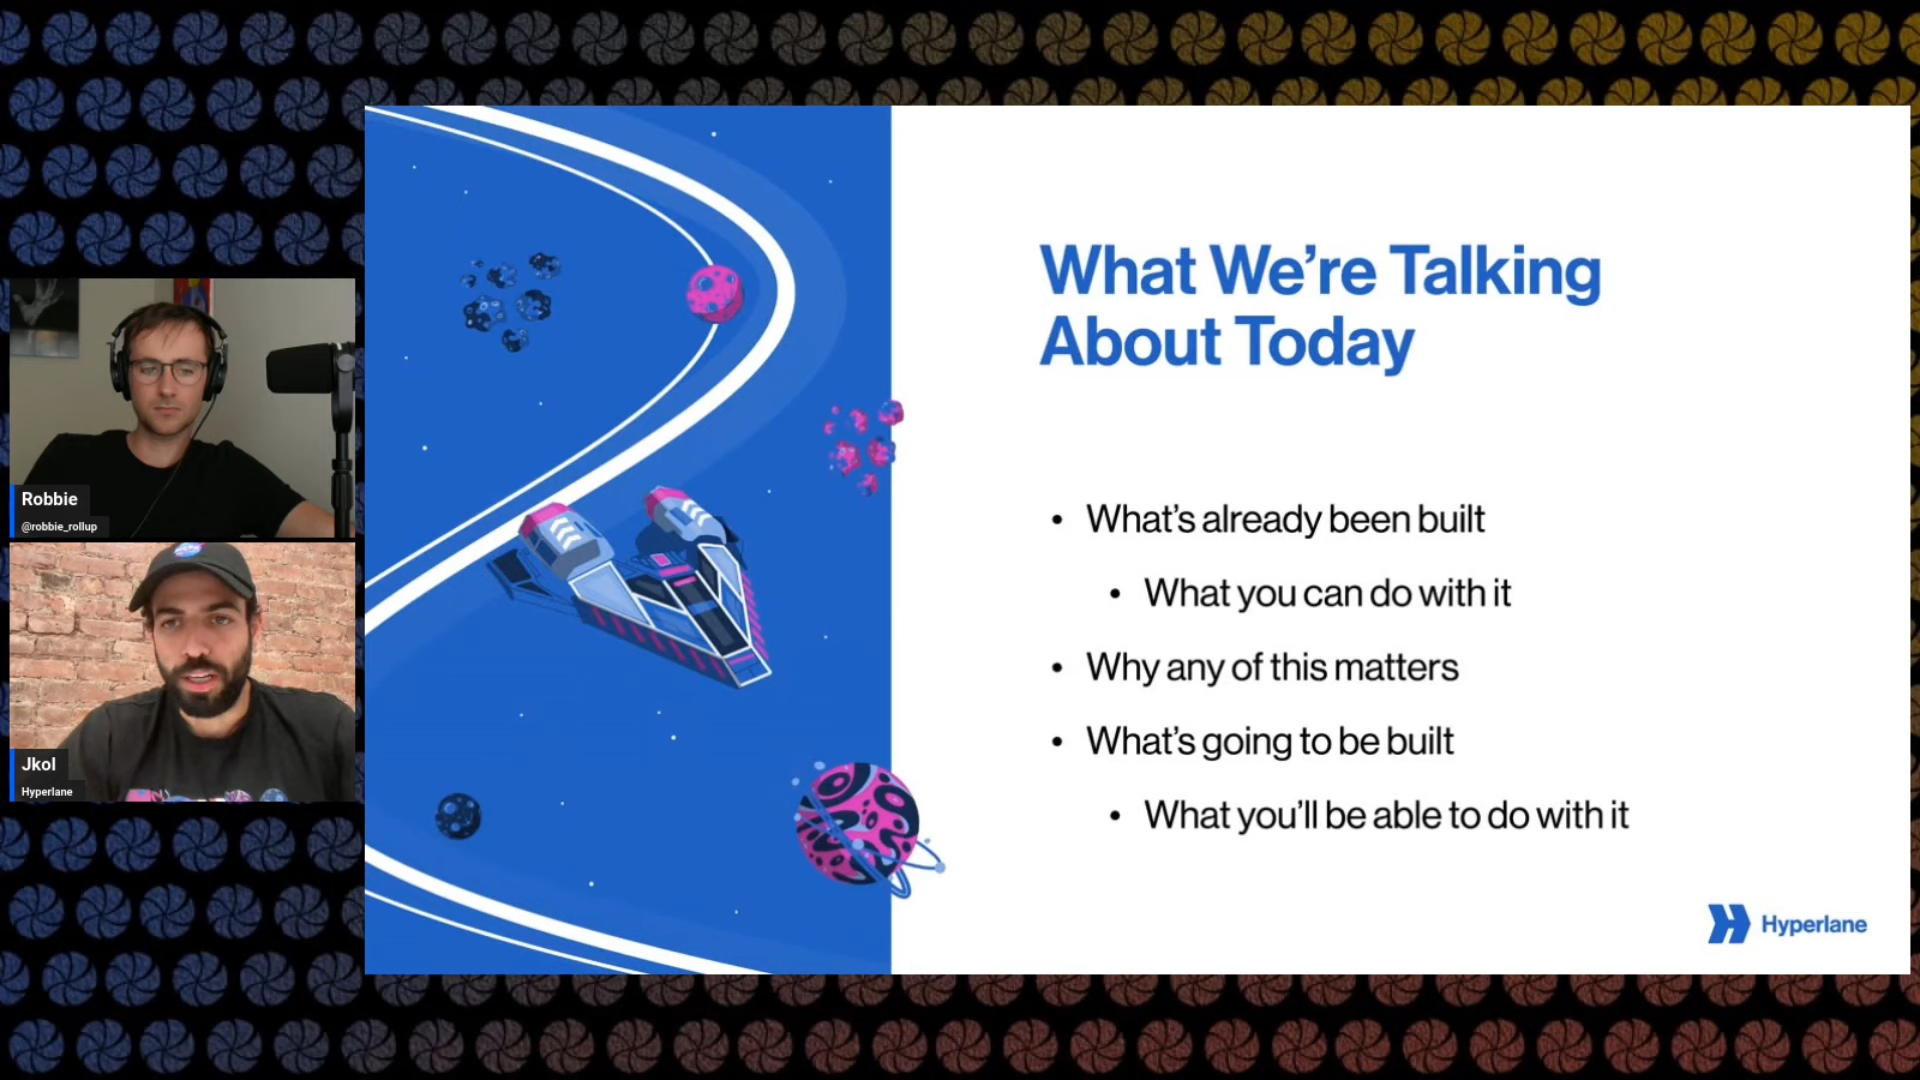 What We're Talking
About Today
• What's already been built
• What you can do with it
• Why any of this matters
• What's going to be built
• What you'll be able to do with it
Hyperlane
Robbie
@robbie_rollup
Jkol
Hyperlane